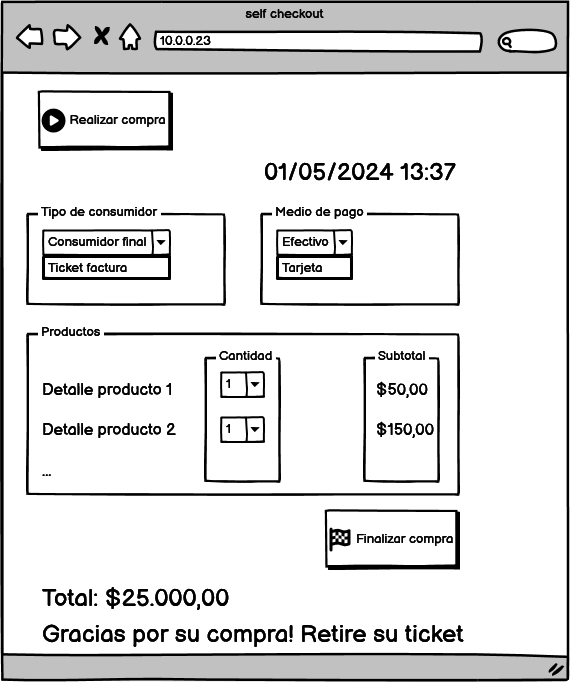 self checkout
10.0.0.23
Realizar compra
01/05/2024 13:37
Tipo de consumidor
Consumidor final
Ticket factura
Medio de pago
Efectivo
Tarjeta
Productos
Cantidad
Subtotal
Detalle producto 1
1
$50,00
Detalle producto 2
1
$150,00
...
Finalizar compra
Total: $25.000,00
Gracias por su compra! Retire su ticket